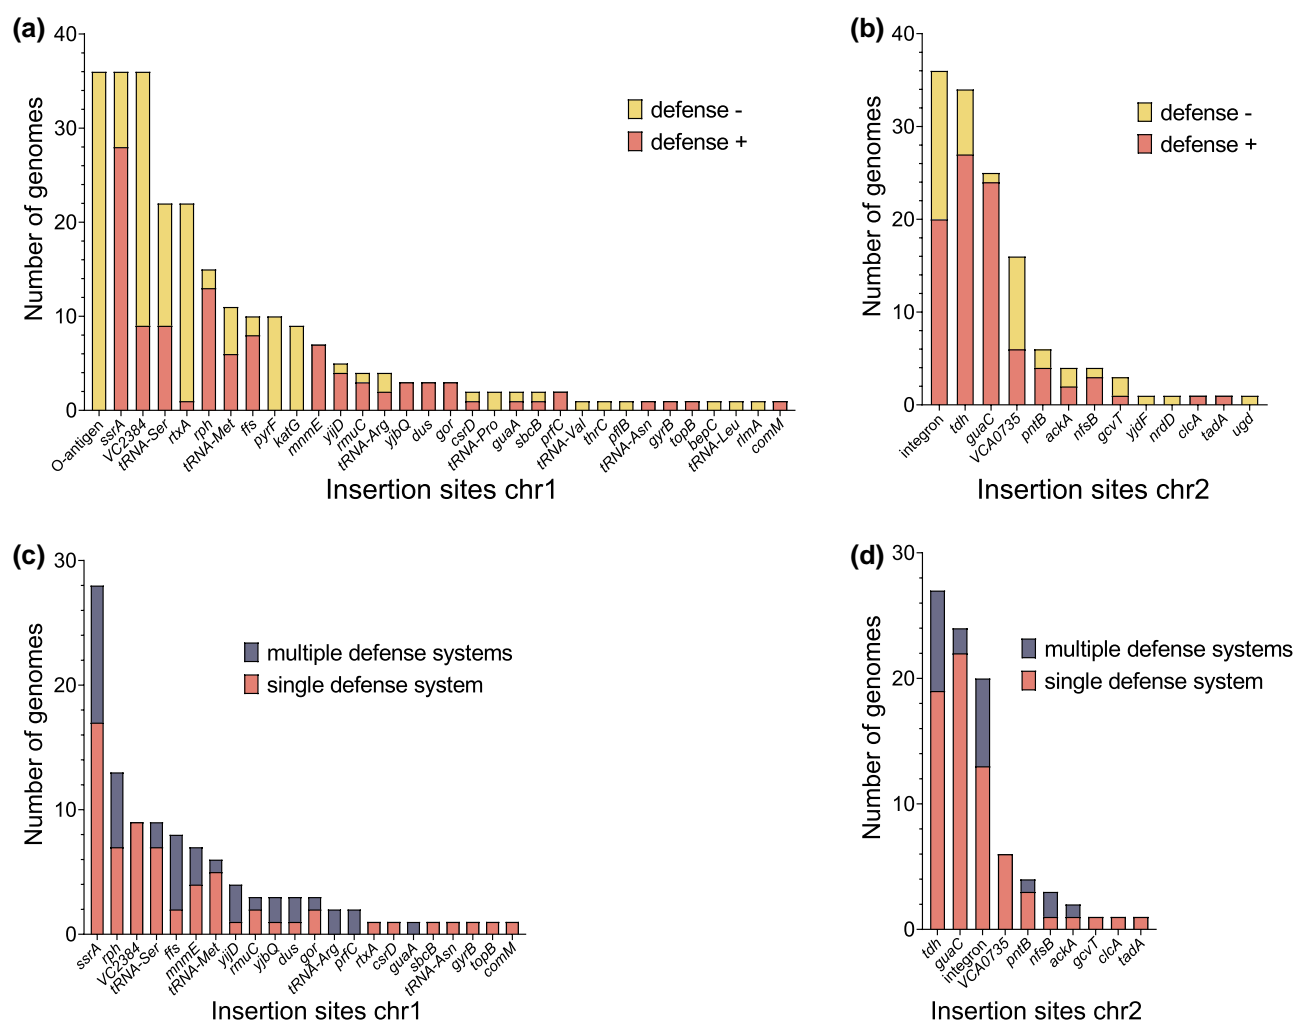 (a)
Number of genomes
40
30
20
10
0
defense -
defense +
O-antigen
ssrA
VC2384
tRNA-Ser
rtxA
rph
tRNA-Met
ffs
pyrF
katG
mnmE
yjjD
rmuC
tRNA-Arg
yjbQ
dus
gor
csrD
tRNA-Pro
guaA
sbcB
prfC
tRNA-Val
thrC
pflB
tRNA-Asn
gyrB
topB
bepC
tRNA-Leu
rlmA
comM
Insertion sites chr1
(b)
Number of genomes
40
30
20
10
0
defense -
defense +
integron
tdh
guaC
VCA0735
pntB
ackA
nfsB
gcvT
yjdF
nrdD
clcA
tadA
ugd
Insertion sites chr2
(c)
Number of genomes
30
20
10
0
multiple defense systems
single defense system
ssrA
rph
VC2384
tRNA-Ser
ffs
mnmE
tRNA-Met
yjjD
rmuC
yjbQ
dus
gor
tRNA-Arg
prfC
rtxA
csrD
guaA
sbcB
tRNA-Asn
gyrB
topB
comM
Insertion sites chr1
(d)
Number of genomes
30
20
10
0
multiple defense systems
single defense system
tdh
guaC
integron
VCA0735
pntB
nfsB
ackA
gcvT
clcA
tadA
Insertion sites chr2